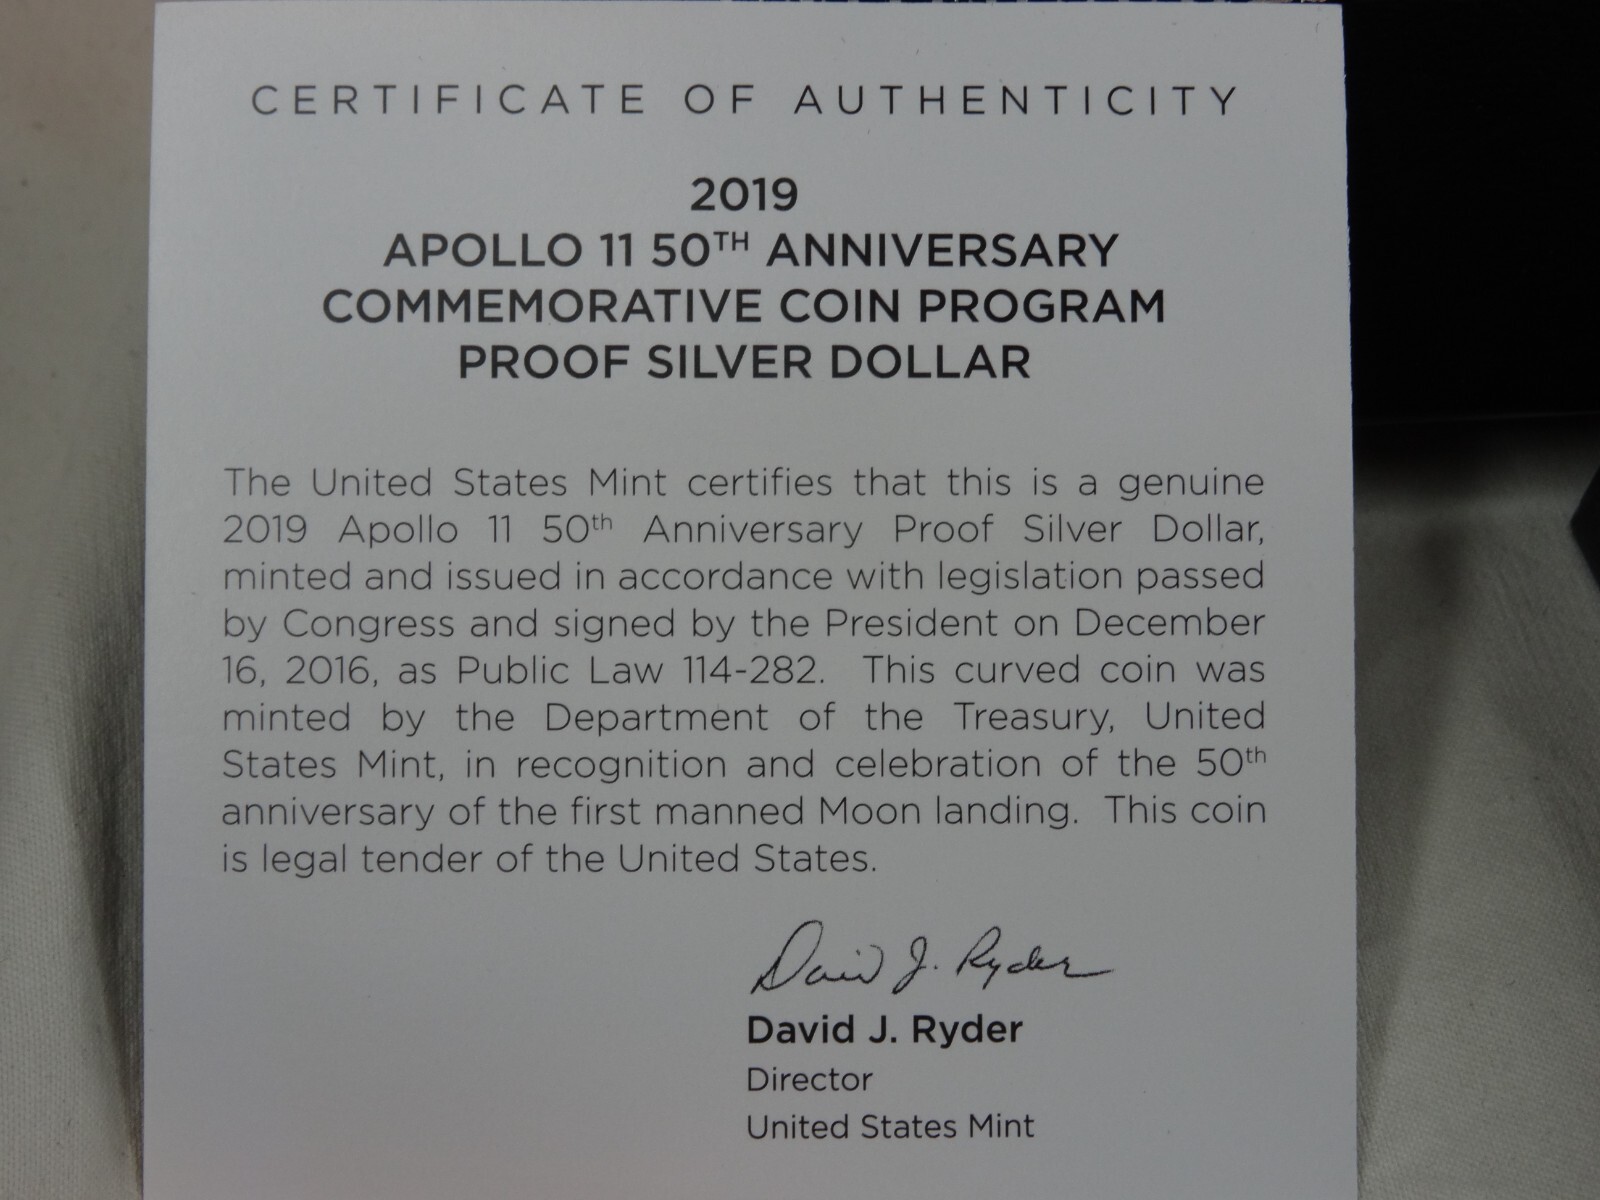 CERTIFICATE OF AUTHENTICITY
2019
APOLLO 11 50TH ANNIVERSARY
COMMEMORATIVE COIN PROGRAM
PROOF SILVER DOLLAR
The United States Mint certifies that this is a genuine
2019 Apollo 11 50th Anniversary Proof Silver Dollar,
minted and issued in accordance with legislation passed
by Congress and signed by the President on December
16, 2016, as Public Law 114-282. This curved coin was
minted by the Department of the Treasury, United
States Mint, in recognition and celebration of the 50th
anniversary of the first manned Moon landing. This coin
is legal tender of the United States.
David J. Ryder
David J. Ryder
Director
United States Mint